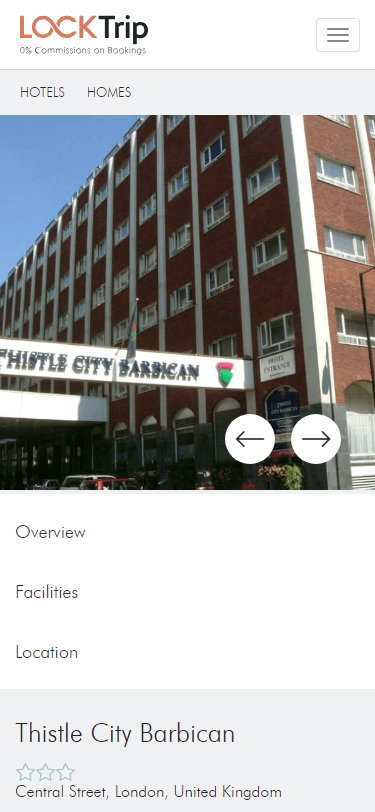 LOCKTrip
0% Commissions on Bookings
HOTELS HOMES
THISTLE CITY BARBICAN
HOTEL
ENTRANCE
THISTLE
CITY BARBICAN
Overview
Facilities
Location
Thistle City Barbican
Central Street, London, United Kingdom